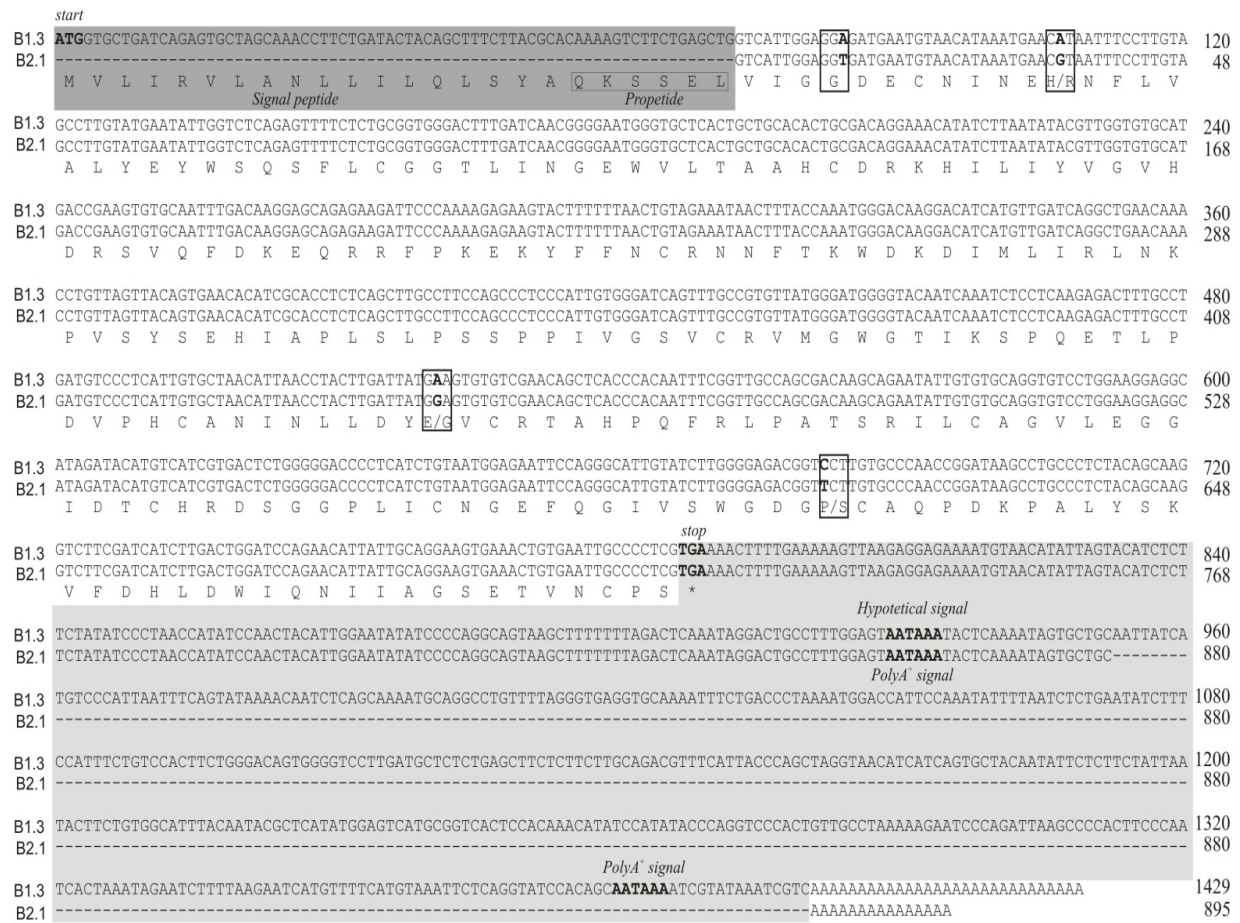 start
B1.3 ATGGTGCTGATCAGAGTGCTAGCAAACCTTCTGATACTACAGCTTTCTTACGCACAAAAGTCTTCTGAGCTGGTCATTGGAGGAGATGAATGTAACATAAATGAACATAATTTCCTTGTA 120
B2.1 ------------------------------------------------------------------------GTCATTGGAGGTGATGAATGTAACATAAATGAACGTAATTTCCTTGTA 48
M V L I R V L A N L L I L Q L S Y A Q K S S E L V I G G D E C N I N E H/R N F L V
Signal peptide Propetide
B1.3 GCCTTGTATGAATATTGGTCTCAGAGTTTTCTCTGCGGTGGGACTTTGATCAACGGGGAATGGGTGCTCACTGCTGCACACTGCGACAGGAAACATATCTTAATATACGTTGGTGTGCAT 240
B2.1 GCCTTGTATGAATATTGGTCTCAGAGTTTTCTCTGCGGTGGGACTTTGATCAACGGGGAATGGGTGCTCACTGCTGCACACTGCGACAGGAAACATATCTTAATATACGTTGGTGTGCAT 168
A L Y E Y W S Q S F L C G G T L I N G E W V L T A A H C D R K H I L I Y V G V H
B1.3 GACCGAAGTGTGCAATTTGACAAGGAGCAGAGAAGATTCCCAAAAGAGAAGTACTTTTTTAACTGTAGAAATAACTTTACCAAATGGGACAAGGACATCATGTTGATCAGGCTGAACAAA 360
B2.1 GACCGAAGTGTGCAATTTGACAAGGAGCAGAGAAGATTCCCAAAAGAGAAGTACTTTTTTAACTGTAGAAATAACTTTACCAAATGGGACAAGGACATCATGTTGATCAGGCTGAACAAA 288
D R S V Q F D K E Q R R F P K E K Y F F N C R N N F T K W D K D I M L I R L N K
B1.3 CCTGTTAGTTACAGTGAACACATCGCACCTCTCAGCTTGCCTTCCAGCCCTCCCATTGTGGGATCAGTTTGCCGTGTTATGGGATGGGGTACAATCAAATCTCCTCAAGAGACTTTGCCT 480
B2.1 CCTGTTAGTTACAGTGAACACATCGCACCTCTCAGCTTGCCTTCCAGCCCTCCCATTGTGGGATCAGTTTGCCGTGTTATGGGATGGGGTACAATCAAATCTCCTCAAGAGACTTTGCCT 408
P V S Y S E H I A P L S L P S S P P I V G S V C R V M G W G T I K S P Q E T L P
B1.3 GATGTCCCTCATTGTGCTAACATTAACCTACTTGATTATGAAGTGTGTCGAACAGCTCACCCACAATTTCGGTTGCCAGCGACAAGCAGAATATTGTGTGCAGGTGTCCTGGAAGGAGGC 600
B2.1 GATGTCCCTCATTGTGCTAACATTAACCTACTTGATTATGGAGTGTGTCGAACAGCTCACCCACAATTTCGGTTGCCAGCGACAAGCAGAATATTGTGTGCAGGTGTCCTGGAAGGAGGC 528
D V P H C A N I N L L D Y E/G V C R T A H P Q F R L P A T S R I L C A G V L E G G
B1.3 ATAGATACATGTCATCGTGACTCTGGGGGACCCCTCATCTGTAATGGAGAATTCCAGGGCATTGTATCTTGGGGAGACGGTCCTTGTGCCCAACCGGATAAGCCTGCCCTCTACAGCAAG 720
B2.1 ATAGATACATGTCATCGTGACTCTGGGGGACCCCTCATCTGTAATGGAGAATTCCAGGGCATTGTATCTTGGGGAGACGGTTCTTGTGCCCAACCGGATAAGCCTGCCCTCTACAGCAAG 648
I D T C H R D S G G P L I C N G E F Q G I V S W G D G P/S C A Q P D K P A L Y S K
stop
B1.3 GTCTTCGATCATCTTGACTGGATCCAGAACATTATTGCAGGAAGTGAAACTGTGAATTGCCCCTCGTGAAAACTTTTGAAAAAGTTAAGAGGAGAAAATGTAACATATTAGTACATCTCT 840
B2.1 GTCTTCGATCATCTTGACTGGATCCAGAACATTATTGCAGGAAGTGAAACTGTGAATTGCCCCTCGTGAAAACTTTTGAAAAAGTTAAGAGGAGAAAATGTAACATATTAGTACATCTCT 768
V F D H L D W I Q N I I A G S E T V N C P S *
Hypotetical signal
B1.3 TCTATATCCCTAACCATATCCAACTACATTGGAATATATCCCCAGGCAGTAAGCTTTTTTTAGACTCAAATAGGACTGCCTTTGGAGTAATAAATACTCAAAATAGTGCTGCAATTATCA 960
B2.1 TCTATATCCCTAACCATATCCAACTACATTGGAATATATCCCCAGGCAGTAAGCTTTTTTTAGACTCAAATAGGACTGCCTTTGGAGTAATAAATACTCAAAATAGTGCTGC-------- 880
PolyA+ signal
B1.3 TGTCCCATTAATTTCAGTATAAAACAATCTCAGCAAAATGCAGGCCTGTTTTAGGGTGAGGTGCAAAATTTCTGACCCTAAAATGGACCATTCCAAATATTTTAATCTCTGAATATCTTT 1080
B2.1 ------------------------------------------------------------------------------------------------------------------------ 880
B1.3 CCATTTCTGTCCACTTCTGGGACAGTGGGGTCCTTGATGCTCTCTGAGCTTCTCTTCTTGCAGACGTTTCATTACCCAGCTAGGTAACATCATCAGTGCTACAATATTCTCTTCTATTAA 1200
B2.1 ------------------------------------------------------------------------------------------------------------------------ 880
B1.3 TACTTCTGTGGCATTTACAATACGCTCATATGGAGTCATGCGGTCACTCCACAAACATATCCATATACCCAGGTCCCACTGTTGCCTAAAAAGAATCCCAGATTAAGCCCCACTTCCCAA 1320
B2.1 ------------------------------------------------------------------------------------------------------------------------ 880
PolyA+ signal
B1.3 TCACTAAATAGAATCTTTTAAGAATCATGTTTTCATGTAAATTCTCAGGTATCCACAGCAATAAAATCGTATAAATCGTCAAAAAAAAAAAAAAAAAAAAAAAAAAAAA 1429
B2.1 --------------------------------------------------------------------------------AAAAAAAAAAAAAAA 895